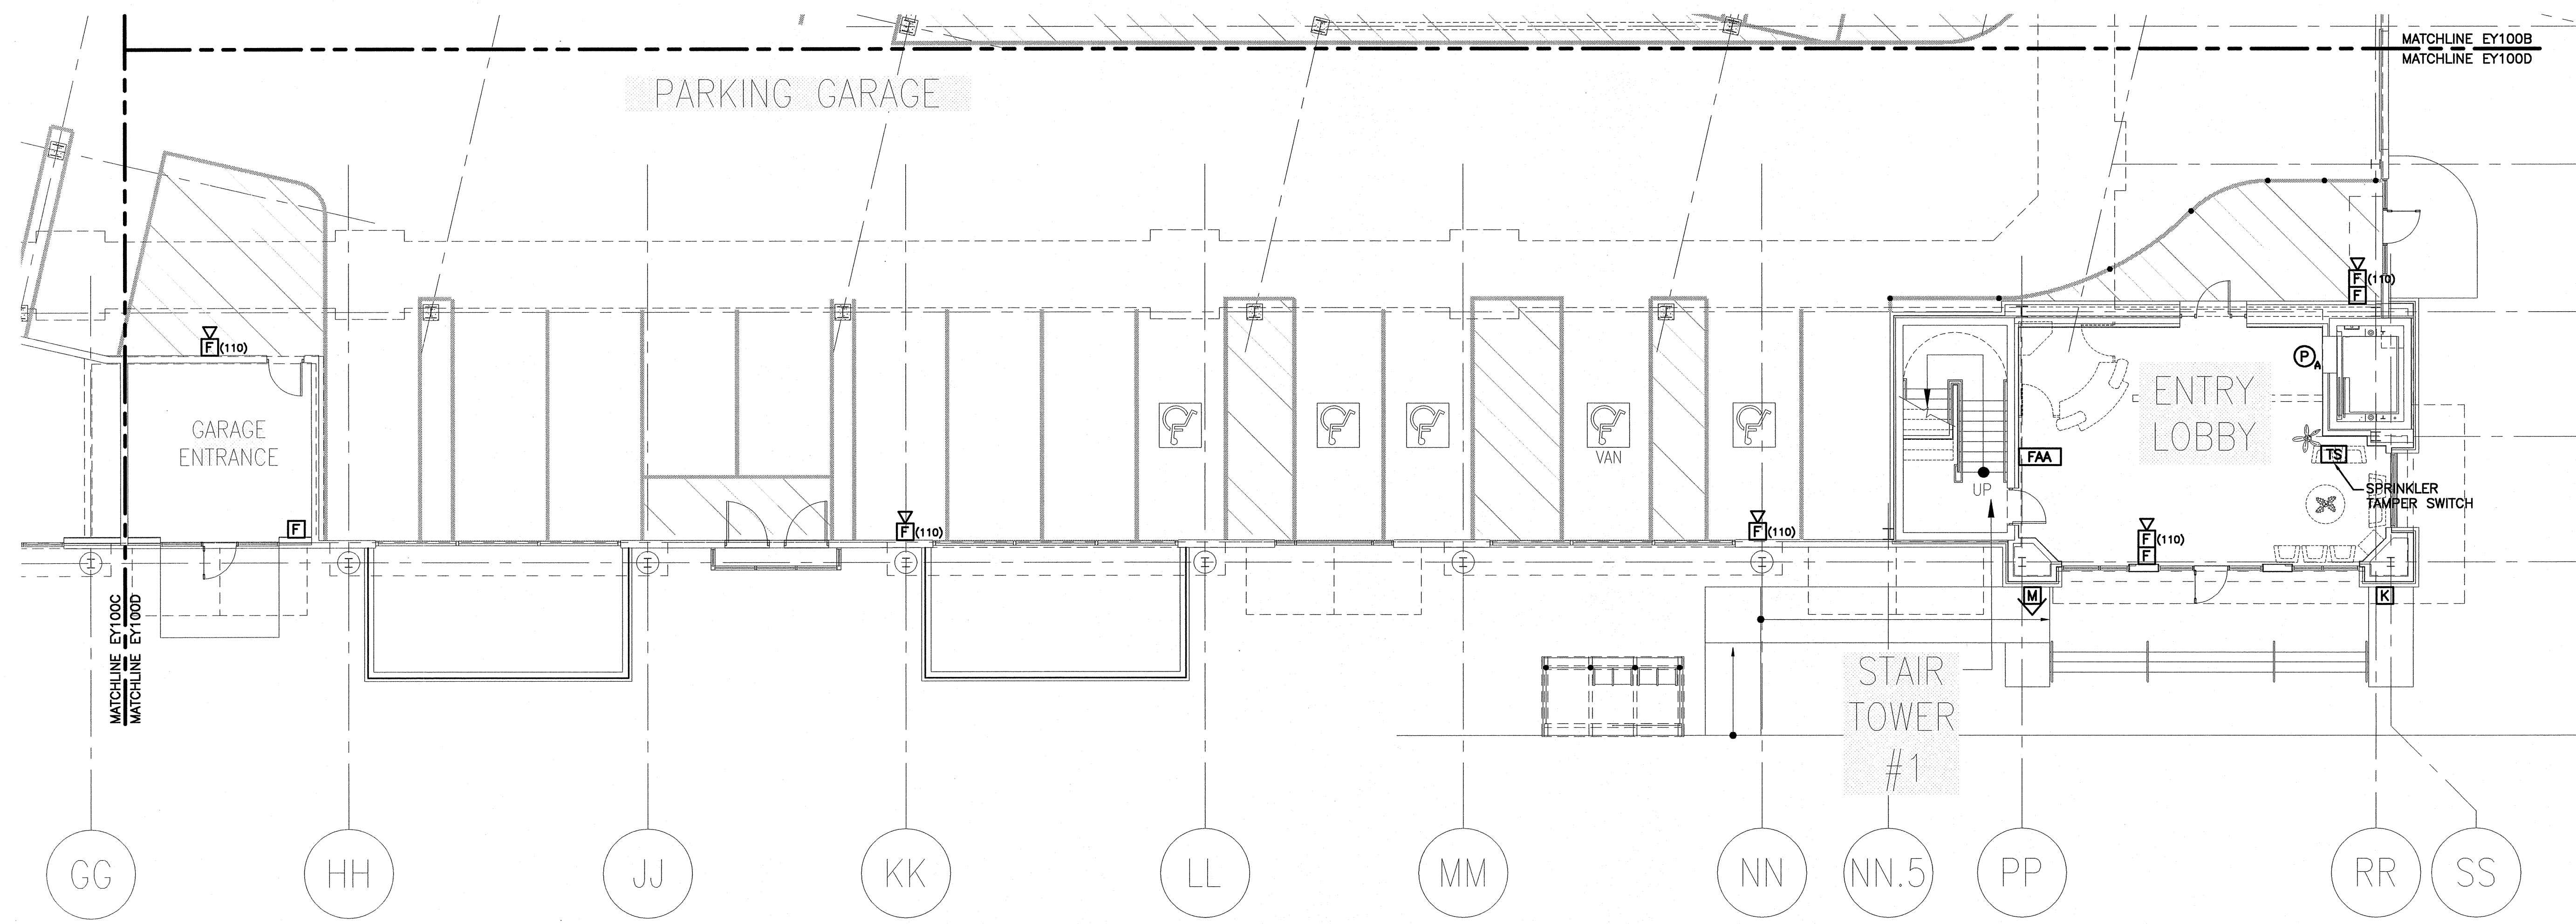 MATCHLINE EY100B
MATCHLINE EY100D
PARKING GARAGE
F (110)
F (110)
F
GARAGE
ENTRANCE
F
MATCHLINE EY100C
MATCHLINE EY100D
F (110)
VAN
F (110)
UP
FAA
P A
ENTRY
LOBBY
TS
SPRINKLER
TAMPER SWITCH
F (110)
F
M
K
STAIR
TOWER
#1
GG
HH
JJ
KK
LL
MM
NN
NN.5
PP
RR
SS